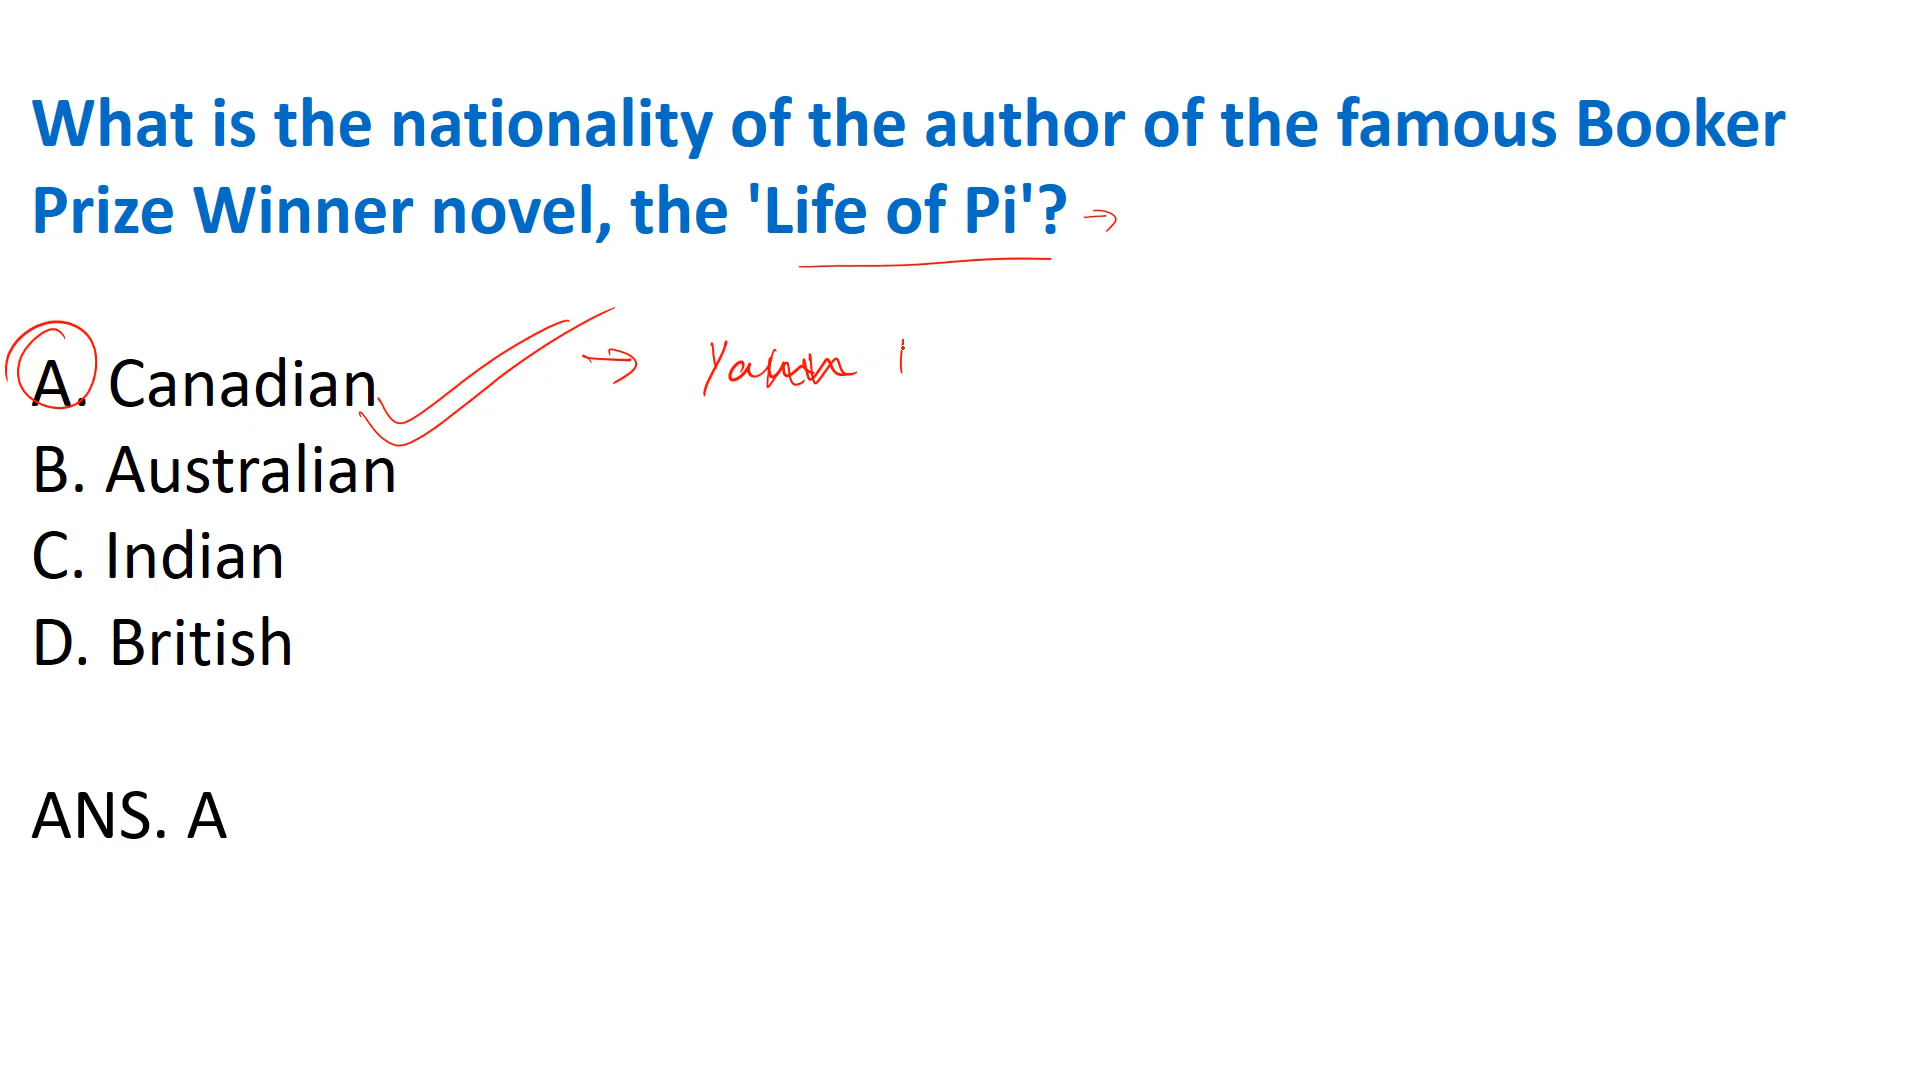 What is the nationality of the author of the famous Booker
Prize Winner novel, the 'Life of Pi'?
A. Canadian
B. Australian
C. Indian
D. British
ANS. A